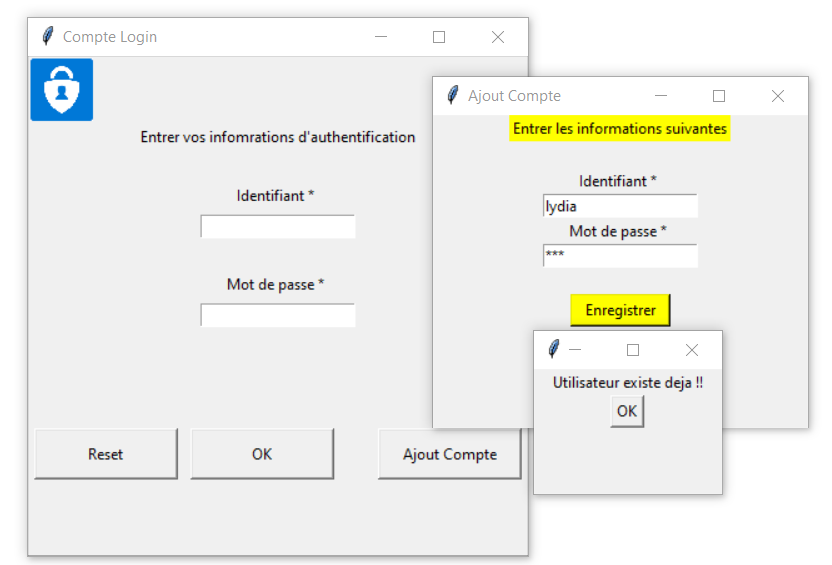 Compte Login
Entrer vos infomrations d'authentification
Identifiant *
Mot de passe *
Reset
OK
Ajout Compte
Ajout Compte
Entrer les informations suivantes
Identifiant *
lydia
Mot de passe *
***
Enregistrer
Utilisateur existe deja !!
OK